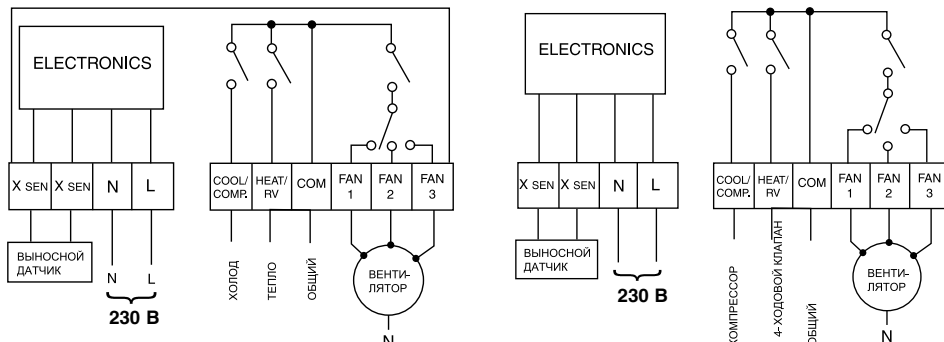 ELECTRONICS
X SEN
X SEN
N
L
COOL/
COMP.
HEAT/
RV
COM
FAN
1
FAN
2
FAN
3
ВЫНОСНОЙ
ДАТЧИК
N
L
230 В
ХОЛОД
ТЕПЛО
ОБЩИЙ
ВЕНТИ-
ЛЯТОР
N
ELECTRONICS
X SEN
X SEN
N
L
COOL/
COMP.
HEAT/
RV
COM
FAN
1
FAN
2
FAN
3
ВЫНОСНОЙ
ДАТЧИК
230 В
КОМПРЕССОР
4-ХОДОВОЙ КЛАПАН
ОБЩИЙ
ВЕНТИ-
ЛЯТОР
N